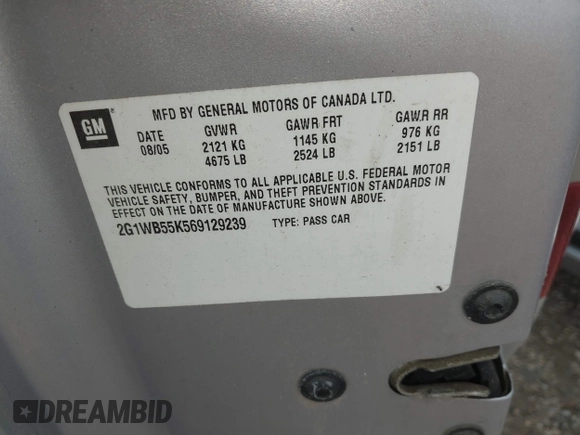 MFD BY GENERAL MOTORS OF CANADA LTD.
GM
DATE GVWR GAWR FRT GAWR RR
08/05 2121 KG 1145 KG 976 KG
4675 LB 2524 LB 2151 LB
THIS VEHICLE CONFORMS TO ALL APPLICABLE U.S. FEDERAL MOTOR
VEHICLE SAFETY, BUMPER, AND THEFT PREVENTION STANDARDS IN
EFFECT ON THE DATE OF MANUFACTURE SHOWN ABOVE.
2G1WB55K569129239 TYPE: PASS CAR
DREAMBID